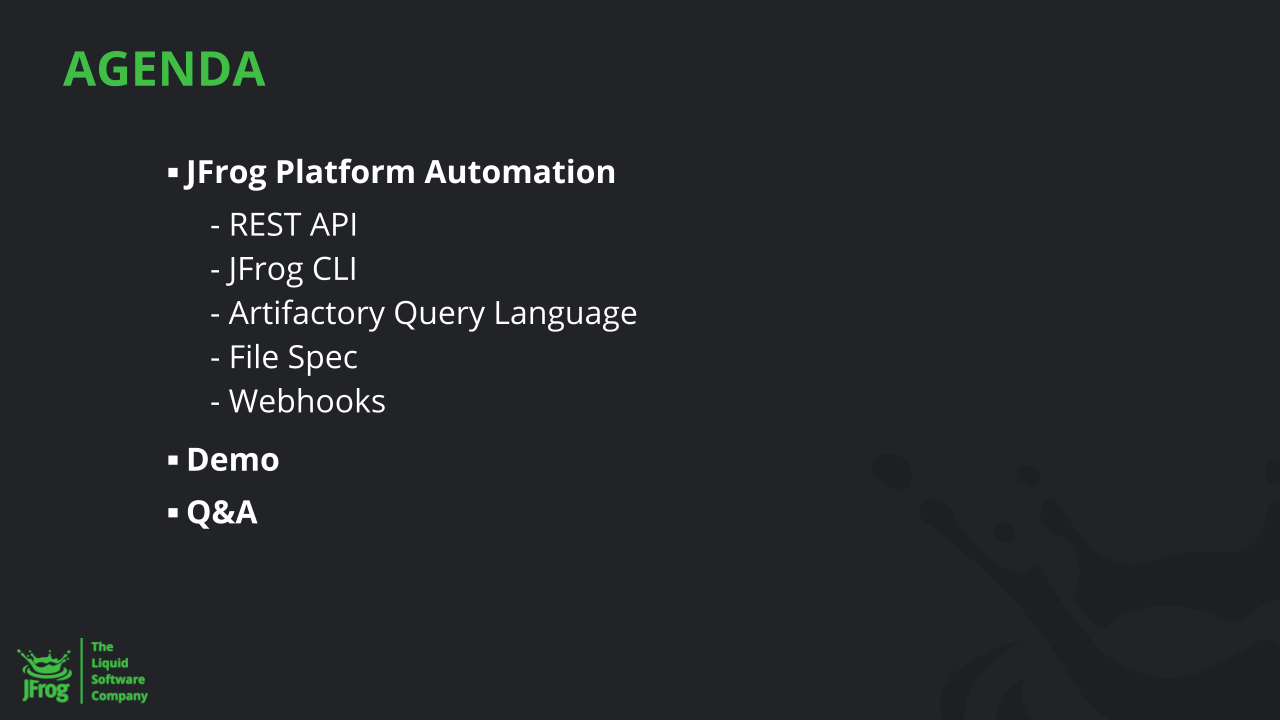 AGENDA
▪ JFrog Platform Automation
- REST API
- JFrog CLI
- Artifactory Query Language
- File Spec
- Webhooks
▪ Demo
▪ Q&A
JFrog
The
Liquid
Software
Company